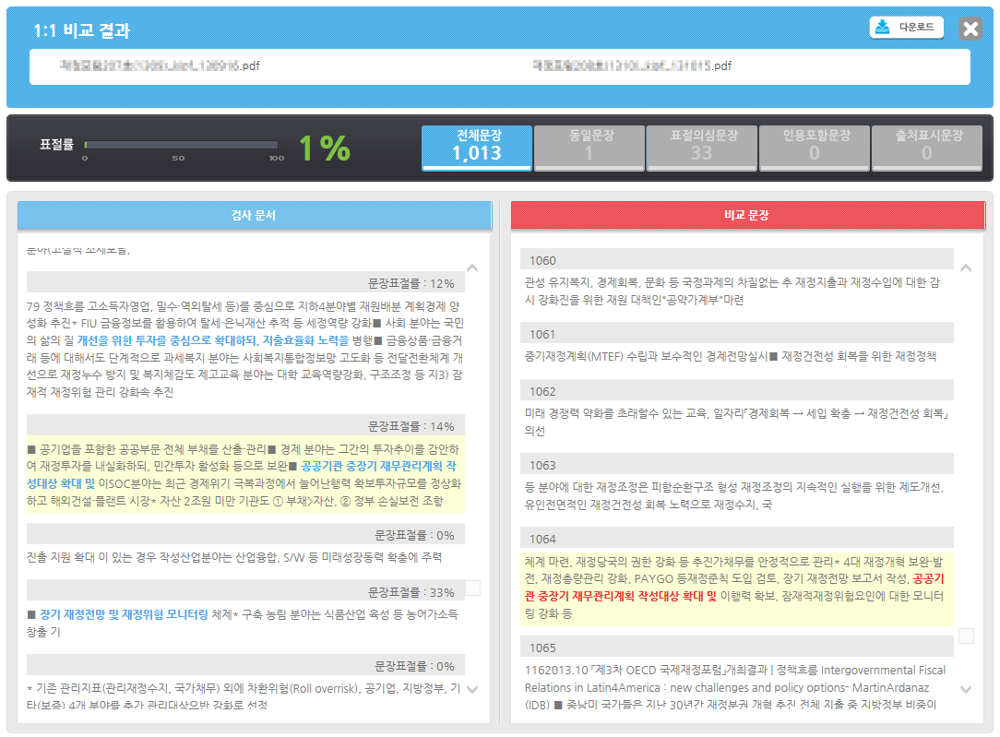 1:1 비교 결과
다운로드
.pdf
.pdf
표절률
0
50
100
1%
전체문장
1,013
동일문장
1
표절의심문장
33
인용포함문장
0
출처표시문장
0
검사 문서
문장표절률 : 12%
79 정책흐름 고소득자영업, 밀수·역외탈세 등)를 중심으로 지하4분야별 재원배분 계획경제 양
성화 추진* FIU 금융정보를 활용하여 탈세·은닉재산 추적 등 세정역량 강화■ 사회 분야는 국민
의 삶의 질 개선을 위한 투자를 중심으로 확대하되, 지출효율화 노력을 병행■ 금융상품·금융거
래 등에 대해서도 단계적으로 과세복지 분야는 사회복지통합정보망 고도화 등 전달전환체계 개
선으로 재정누수 방지 및 복지체감도 제고교육 분야는 대학 교육역량강화, 구조조정 등 지3) 잠
재적 재정위험 관리 강화속 추진
문장표절률 : 14%
■ 공기업을 포함한 공공부문 전체 부채를 산출·관리■ 경제 분야는 그간의 투자추이를 감안하
여 재정투자를 내실화하되, 민간투자 활성화 등으로 보완■ 공공기관 중장기 재무관리계획 작
성대상 확대 및 이SOC분야는 최근 경제위기 극복과정에서 늘어난행력 확보투자규모를 정상화
하고 해외건설·플랜트 시장* 자산 2조원 미만 기관도 ① 부채>자산, ② 정부 손실보전 조항
문장표절률 : 0%
진출 지원 확대 이 있는 경우 작성산업분야는 산업융합, S/W 등 미래성장동력 확충에 주력
문장표절률 : 33%
■ 장기 재정전망 및 재정위험 모니터링 체제* 구축 농림 분야는 식품산업 육성 등 농어가소득
창출 기
문장표절률 : 0%
* 기존 관리지표(관리재정수지, 국가채무) 외에 차환위험(Roll overrisk), 공기업, 지방정부, 기
타(보증) 4개 분야를 추가 관리대상으반 강화로 선정
비교 문장
1060
관성 유지복지, 경제회복, 문화 등 국정과제의 차질없는 추 재정지출과 재정수입에 대한 감
시 강화진을 위한 재원 대책인"공약가계부"마련
1061
중기재정계획(MTEF) 수립과 보수적인 경제전망실시■ 재정건전성 회복을 위한 재정정책
1062
미래 경쟁력 약화를 초래할수 있는 교육, 일자리「경제회복 → 세입 확충 → 재정건전성 회복」
의선
1063
등 분야에 대한 재정조정은 피함순환구조 형성 재정조정의 지속적인 실행을 위한 제도개선,
유인전면적인 재정건전성 회복 노력으로 재정수지, 국
1064
체계 마련, 재정당국의 권한 강화 등 추진가채무를 안정적으로 관리* 4대 재정개혁 보완·발
전, 재정총량관리 강화, PAYGO 등재정준칙 도입 검토, 장기 재정전망 보고서 작성, 공공기
관 중장기 재무관리계획 작성대상 확대 및 이행력 확보, 잠재적재정위험요인에 대한 모니터
링 강화 등
1065
1162013.10 「제3차 OECD 국제재정포럼」개최결과 | 정책흐름 Intergovernmental Fiscal
Relations in Latin4America : new challenges and policy options- MartinArdanaz
(IDB) ■ 중남미 국가들은 지난 30년간 재정분권 개혁 추진 전체 지출 중 지방정부 비중이